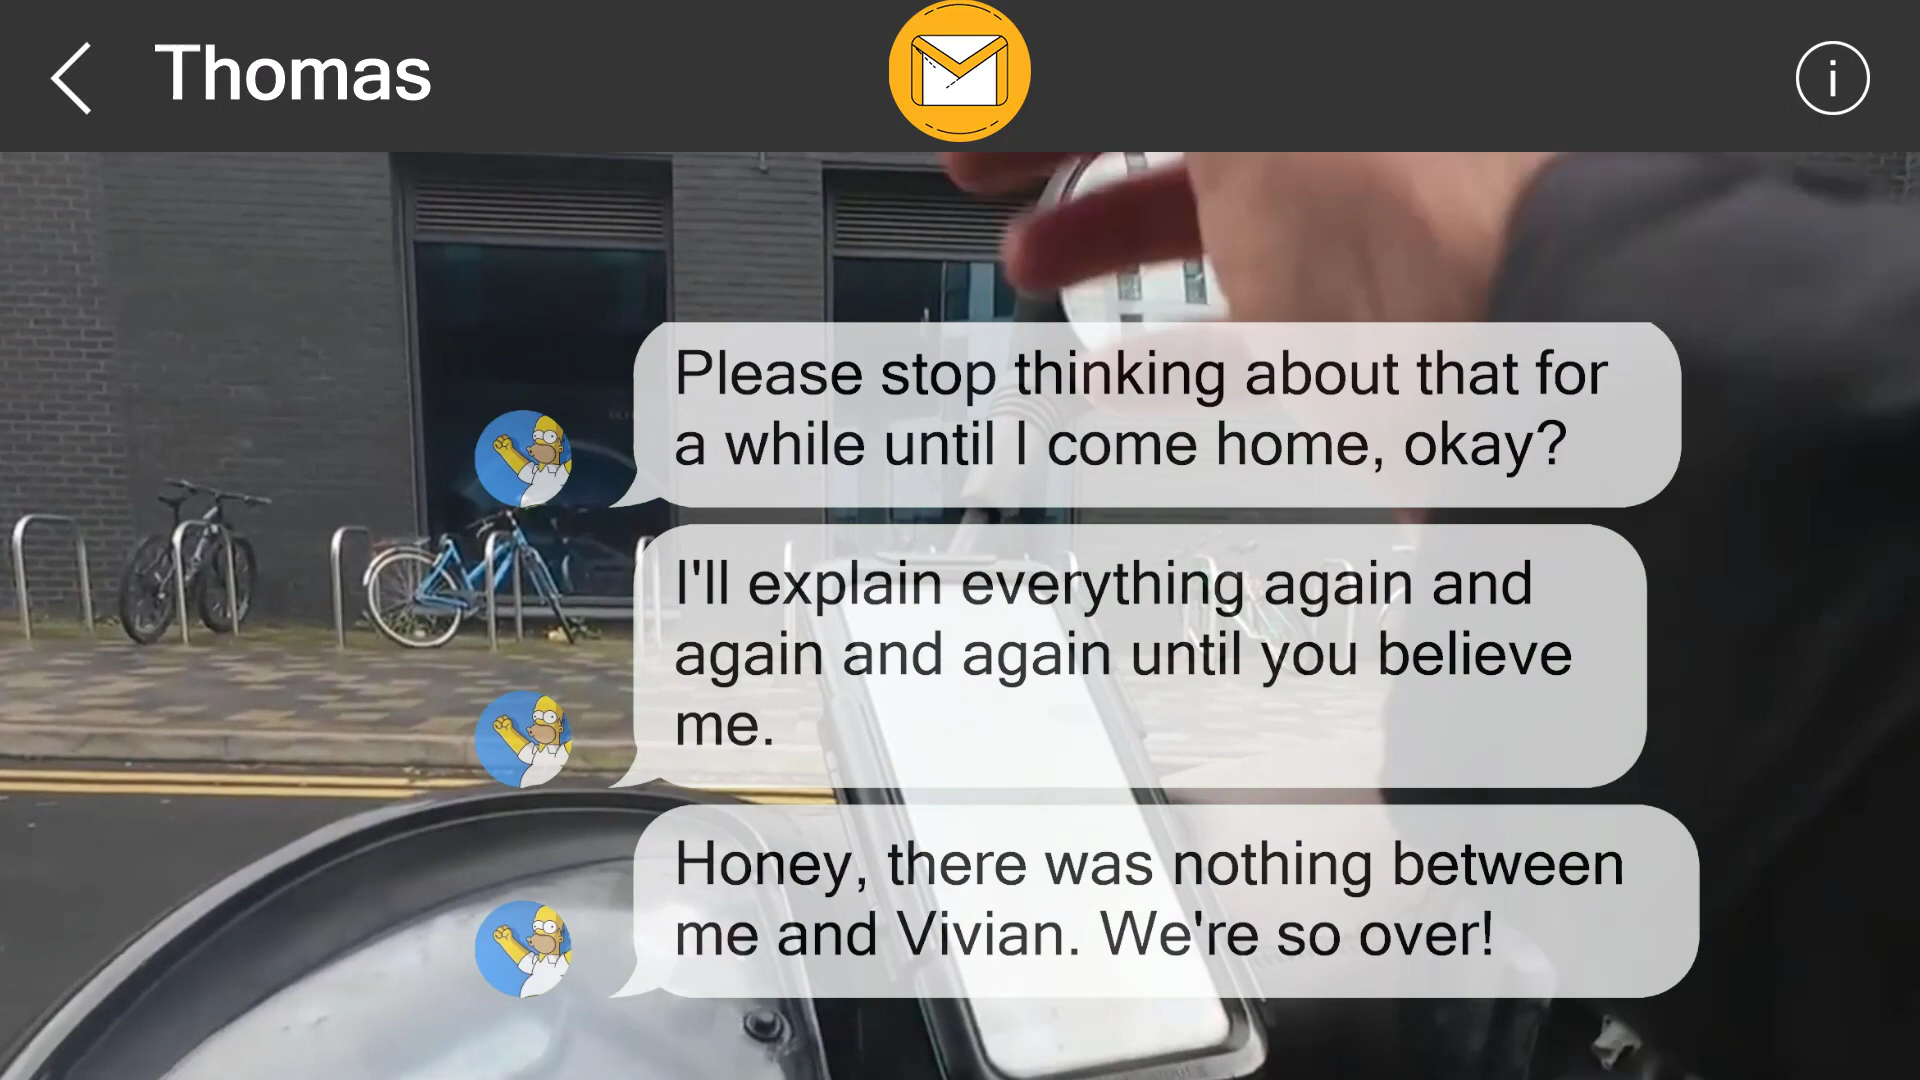 Thomas
Please stop thinking about that for
a while until I come home, okay?
I'll explain everything again and
again and again until you believe
me.
Honey, there was nothing between
me and Vivian. We're so over!